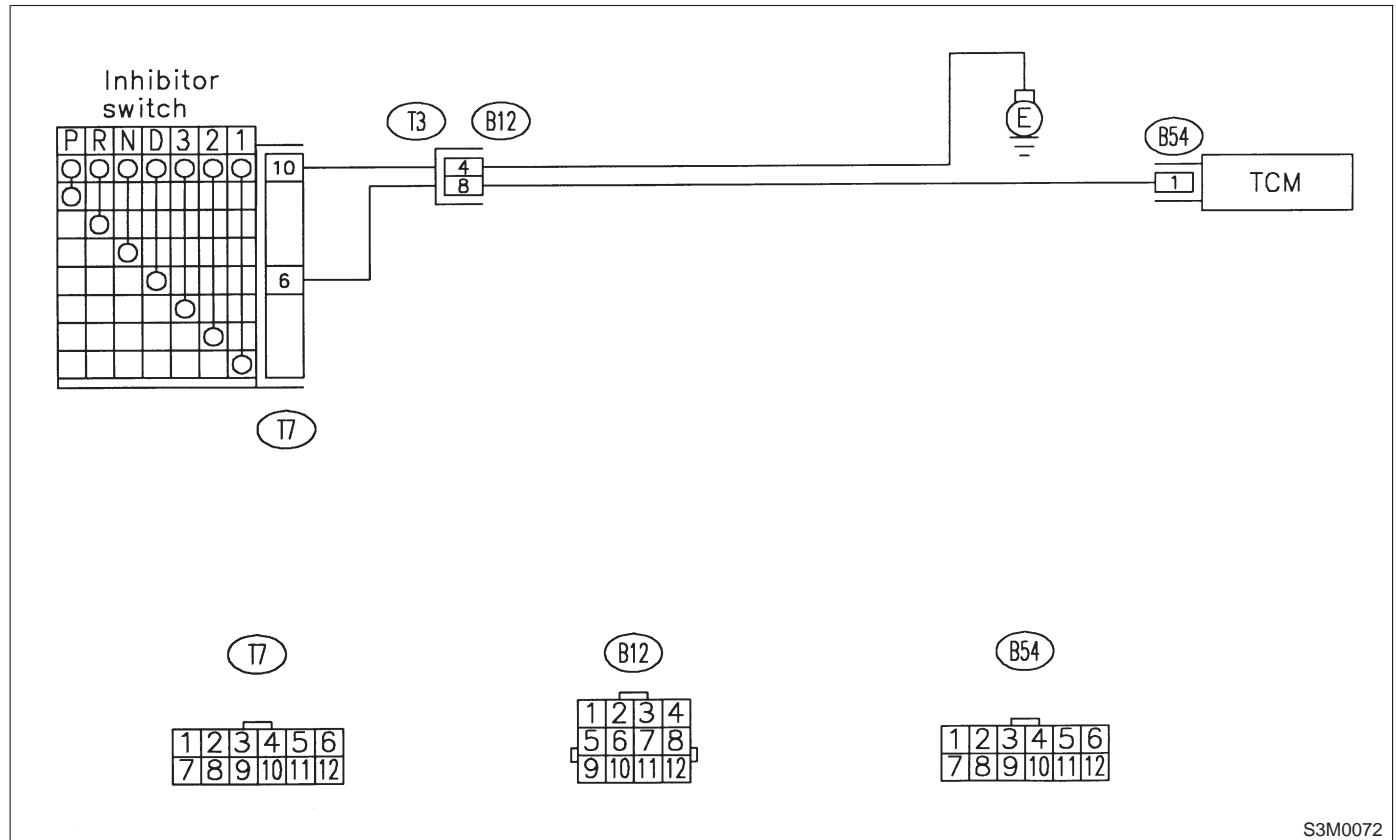 Inhibitor
switch
P R N D 3 2 1
10
6
T7
T3 B12
4
8
E
B54
1 TCM
T7 B12 B54
1 2 3 4 5 6
7 8 9 10 11 12
1 2 3 4
5 6 7 8
9 10 11 12
1 2 3 4 5 6
7 8 9 10 11 12
S3M0072